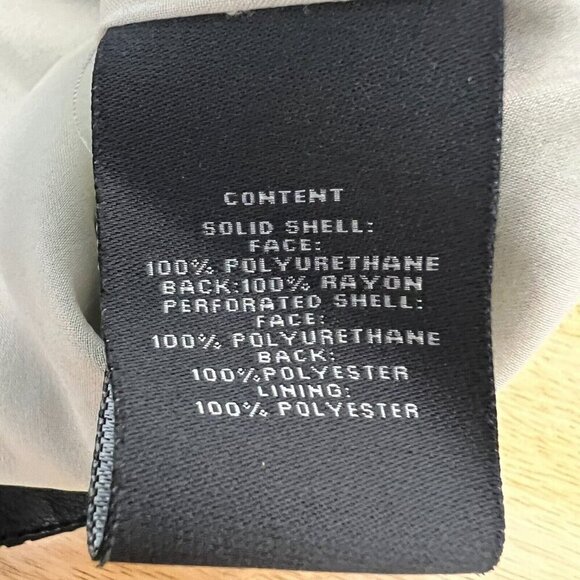 CONTENT
SOLID SHELL:
FACE:
100% POLYURETHANE
BACK:100% RAYON
PERFORATED SHELL:
FACE:
100% POLYURETHANE
BACK:
100%POLYESTER
LINING:
100% POLYESTER